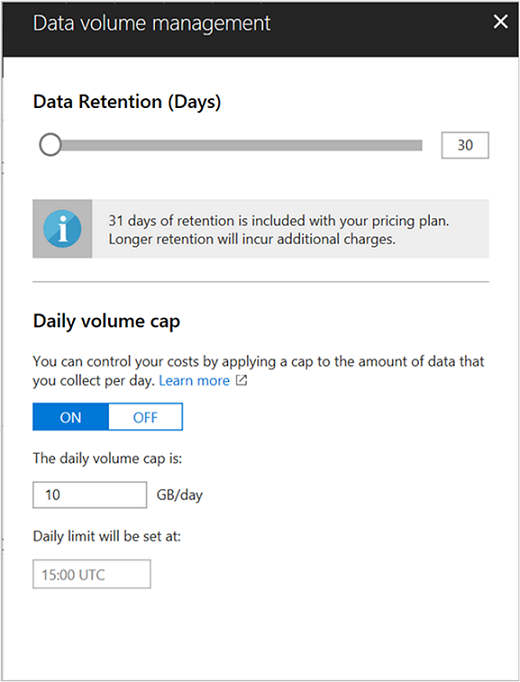 Data volume management
Data Retention (Days)
30
31 days of retention is included with your pricing plan.
Longer retention will incur additional charges.
Daily volume cap
You can control your costs by applying a cap to the amount of data that
you collect per day. Learn more
ON OFF
The daily volume cap is:
10 GB/day
Daily limit will be set at:
15:00 UTC